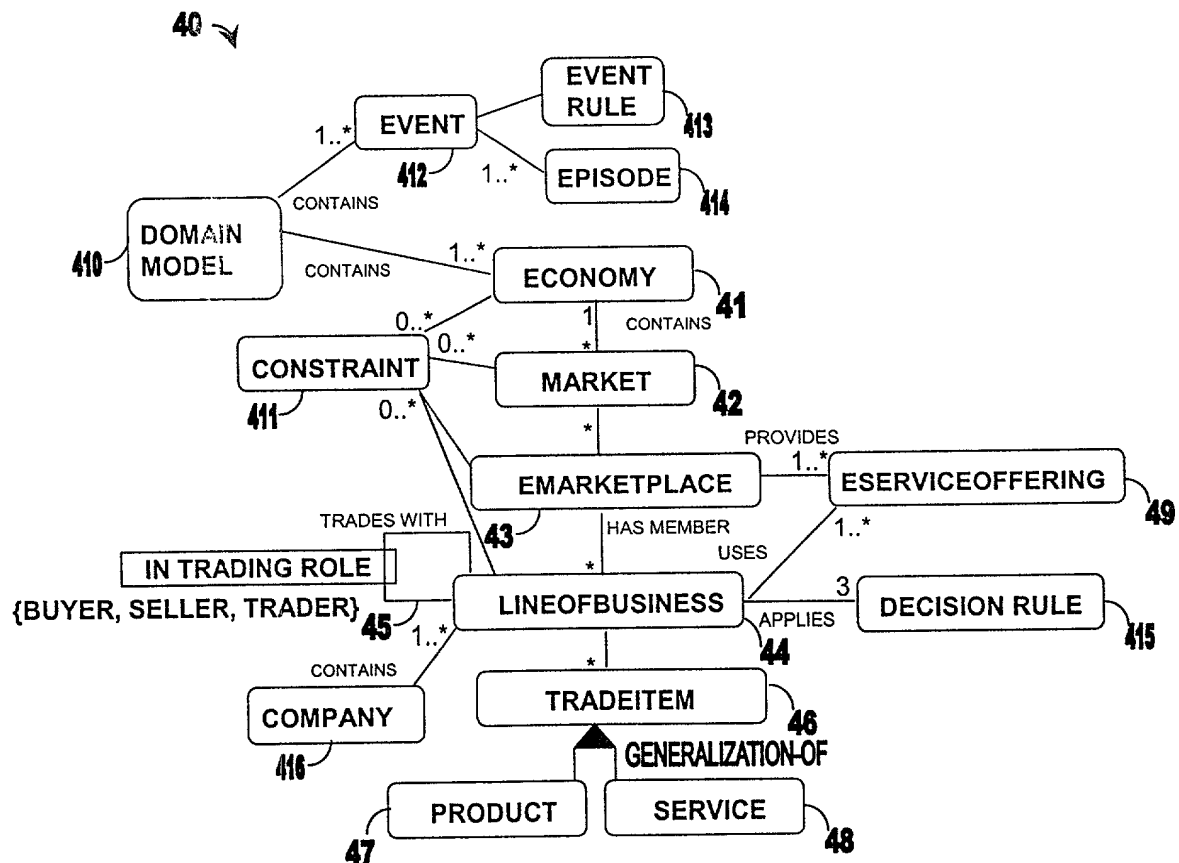 40
EVENT
RULE
413
1..*
EVENT
412
1..*
EPISODE
414
CONTAINS
DOMAIN
MODEL
410
CONTAINS
1..*
ECONOMY
41
0..*
1
CONTAINS
0..*
*
CONSTRAINT
411
MARKET
42
0..*
*
PROVIDES
1..*
EMARKETPLACE
43
ESERVICEOFFERING
49
TRADES WITH
HAS MEMBER
1..*
USES
IN TRADING ROLE
*
{BUYER, SELLER, TRADER}
45
LINEOFBUSINESS
44
3
APPLIES
DECISION RULE
415
1..*
CONTAINS
*
COMPANY
416
TRADEITEM
46
GENERALIZATION-OF
PRODUCT
47
SERVICE
48